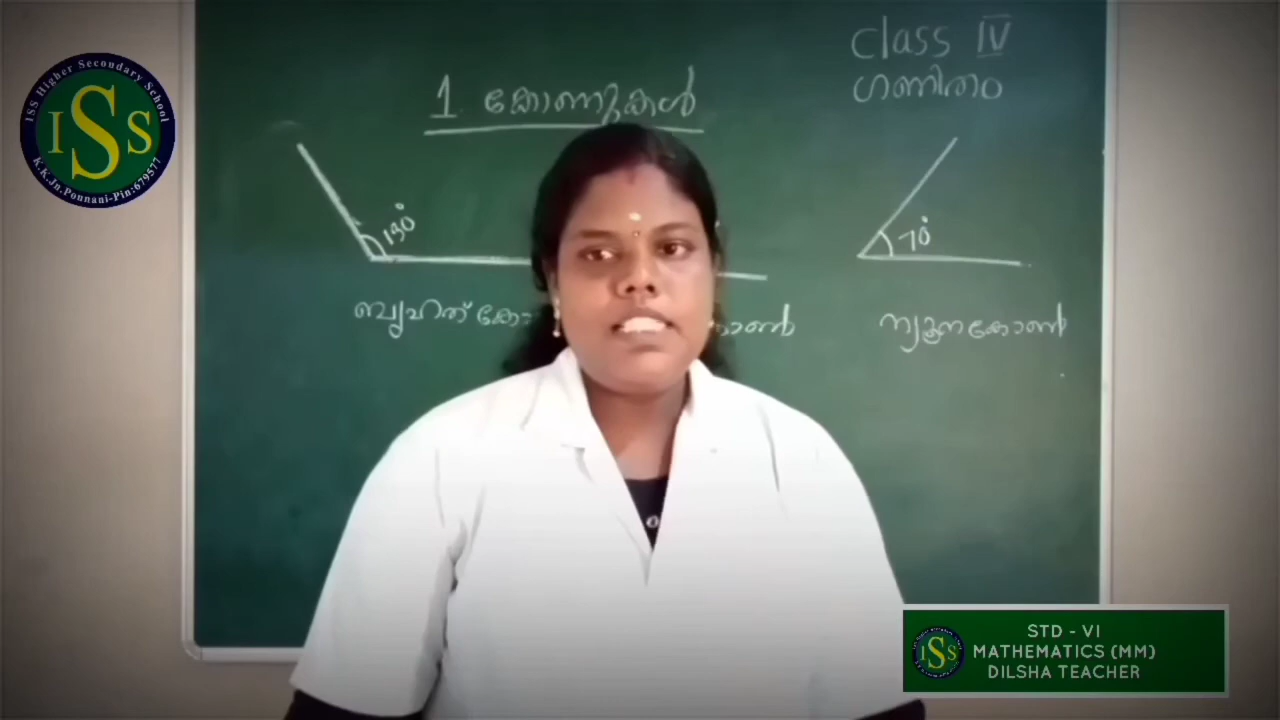 ISS Higher Secondary School
ISS
K.K.Jn.Ponnani-Pin:679577
Class IV
ഗണിതം
1. കോണുകൾ
130°
70°
ബൃഹത് കോ
ോൺ
ന്യൂനകോൺ
STD - VI
ISS
MATHEMATICS (MM)
DILSHA TEACHER